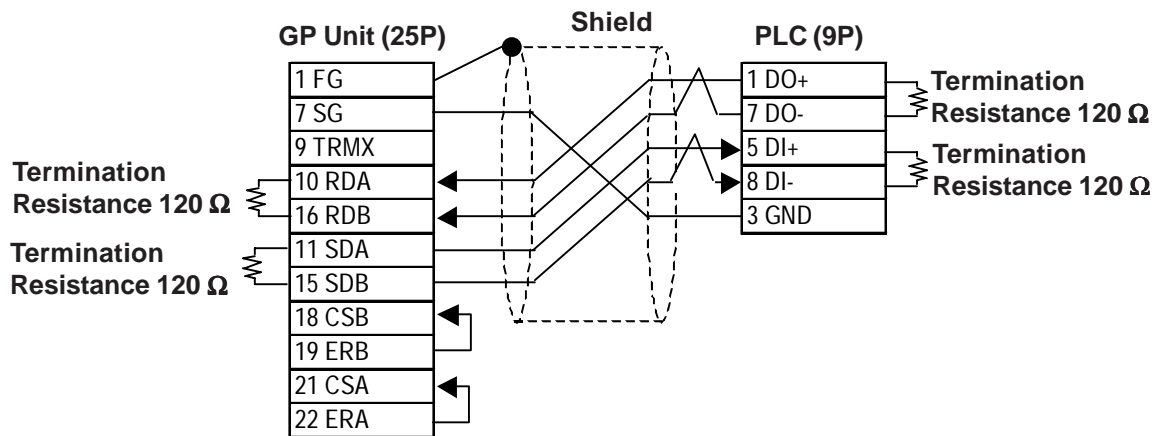 Shield
GP Unit (25P)
PLC (9P)
1 FG
7 SG
9 TRMX
10 RDA
16 RDB
11 SDA
15 SDB
18 CSB
19 ERB
21 CSA
22 ERA
Termination
Resistance 120 Ω
Termination
Resistance 120 Ω
1 DO+
7 DO-
5 DI+
8 DI-
3 GND
Termination
Resistance 120 Ω
Termination
Resistance 120 Ω